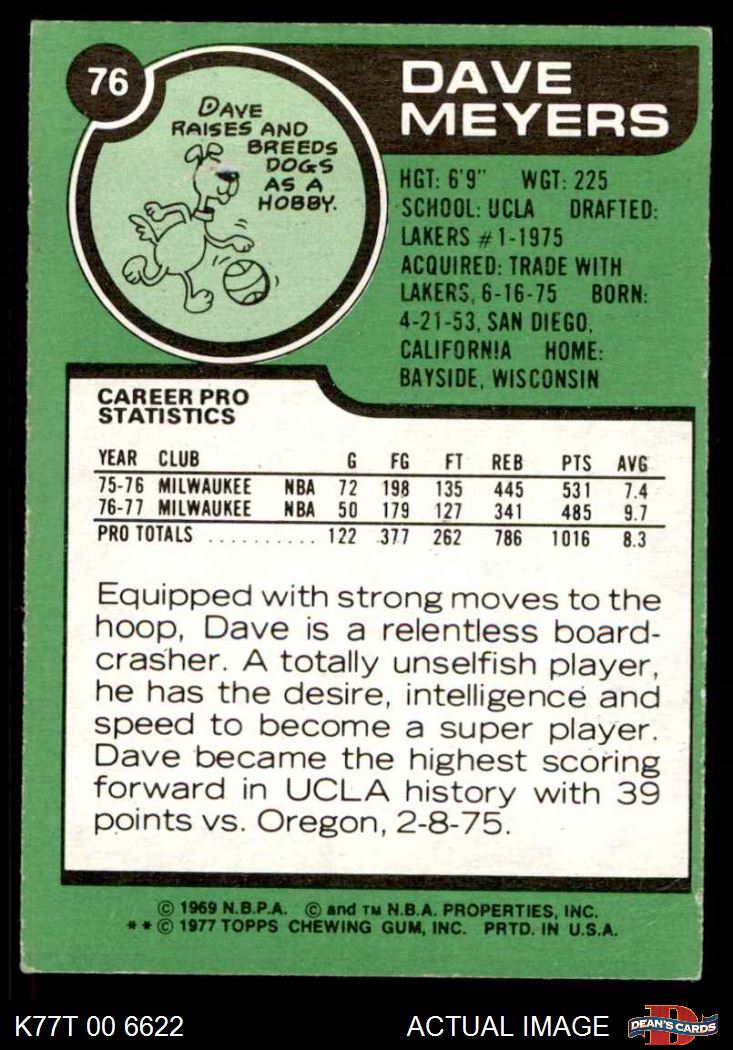 76
DAVE
RAISES AND
BREEDS
DOGS
AS A
HOBBY.
DAVE
MEYERS
HGT: 6'9" WGT: 225
SCHOOL: UCLA DRAFTED:
LAKERS #1-1975
ACQUIRED: TRADE WITH
LAKERS, 6-16-75 BORN:
4-21-53, SAN DIEGO,
CALIFORNIA HOME:
BAYSIDE, WISCONSIN
CAREER PRO
STATISTICS
YEAR CLUB G FG FT REB PTS AVG
75-76 MILWAUKEE NBA 72 198 135 445 531 7.4
76-77 MILWAUKEE NBA 50 179 127 341 485 9.7
PRO TOTALS .......... 122 377 262 786 1016 8.3
Equipped with strong moves to the
hoop, Dave is a relentless board-
crasher. A totally unselfish player,
he has the desire, intelligence and
speed to become a super player.
Dave became the highest scoring
forward in UCLA history with 39
points vs. Oregon, 2-8-75.
© 1969 N.B.P.A. © and TM N.B.A. PROPERTIES, INC.
**© 1977 TOPPS CHEWING GUM, INC. PRTD. IN U.S.A.
K77T 00 6622 ACTUAL IMAGE DEAN'S CARDS